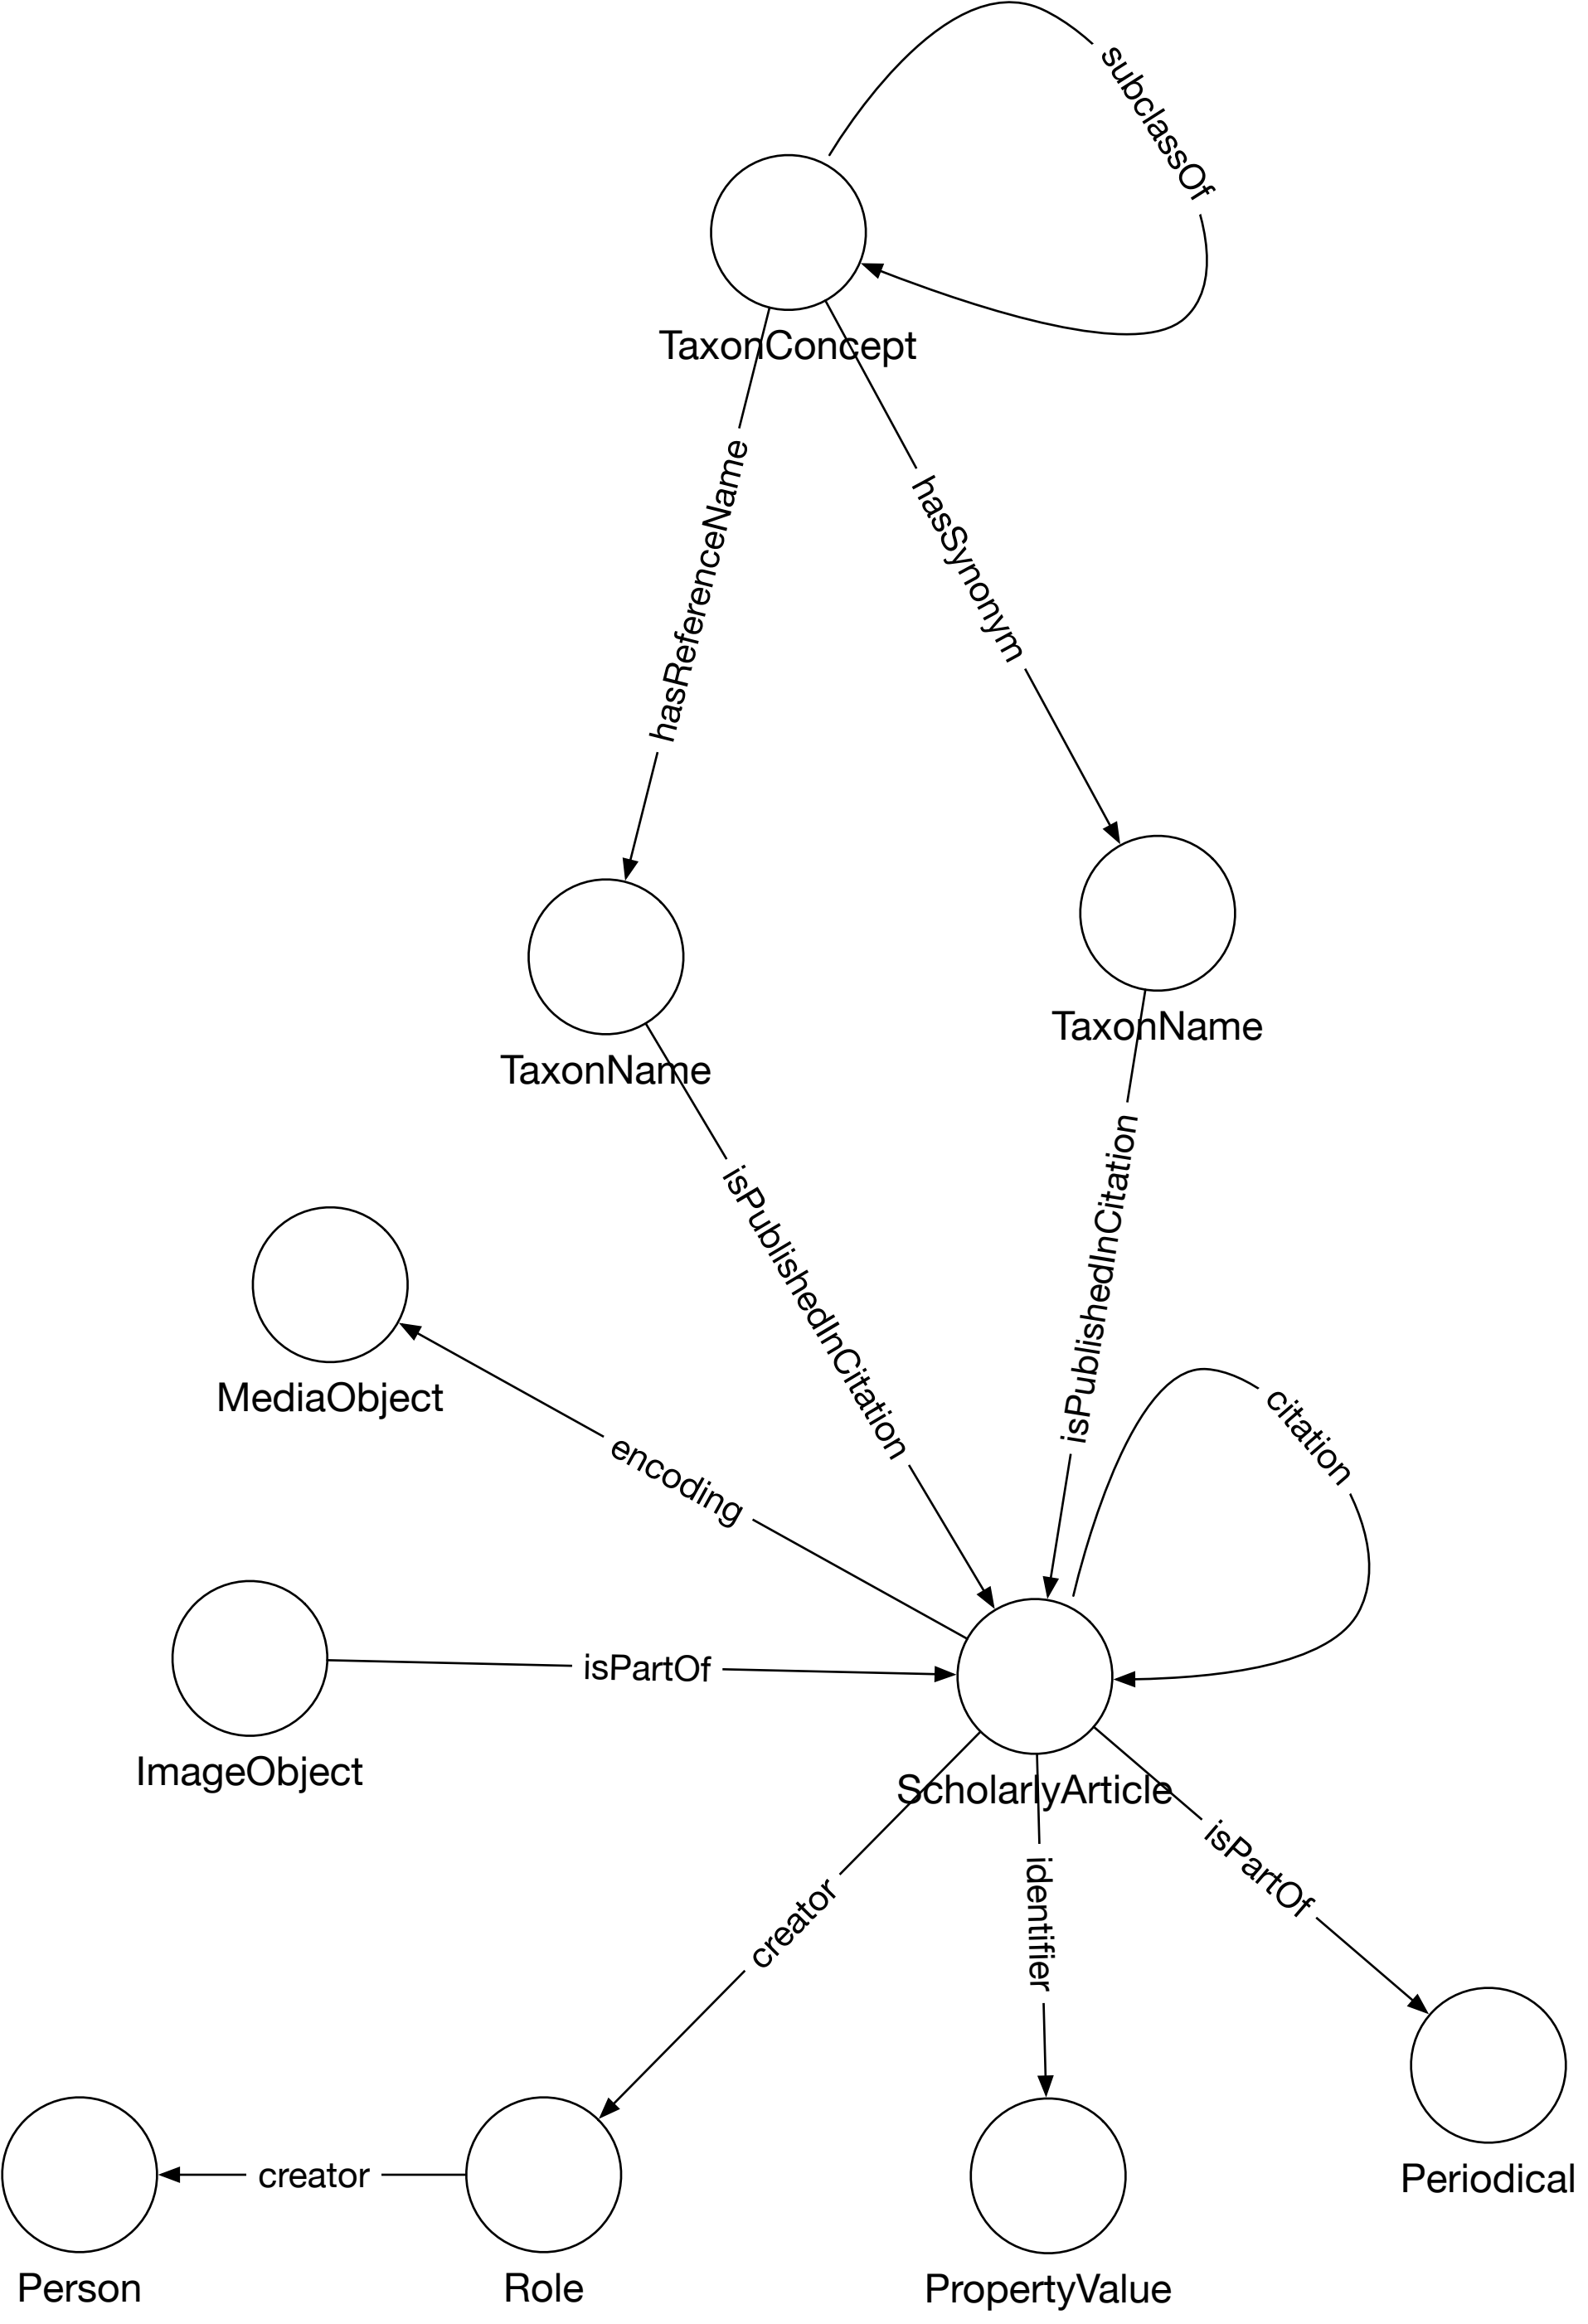 subclassOf
TaxonConcept
hasReferenceName
hasSynonym
TaxonName
TaxonName
isPublishedInCitation
isPublishedInCitation
MediaObject
citation
encoding
isPartOf
ImageObject
ScholarlyArticle
isPartOf
identifier
creator
Periodical
creator
Person
Role
PropertyValue